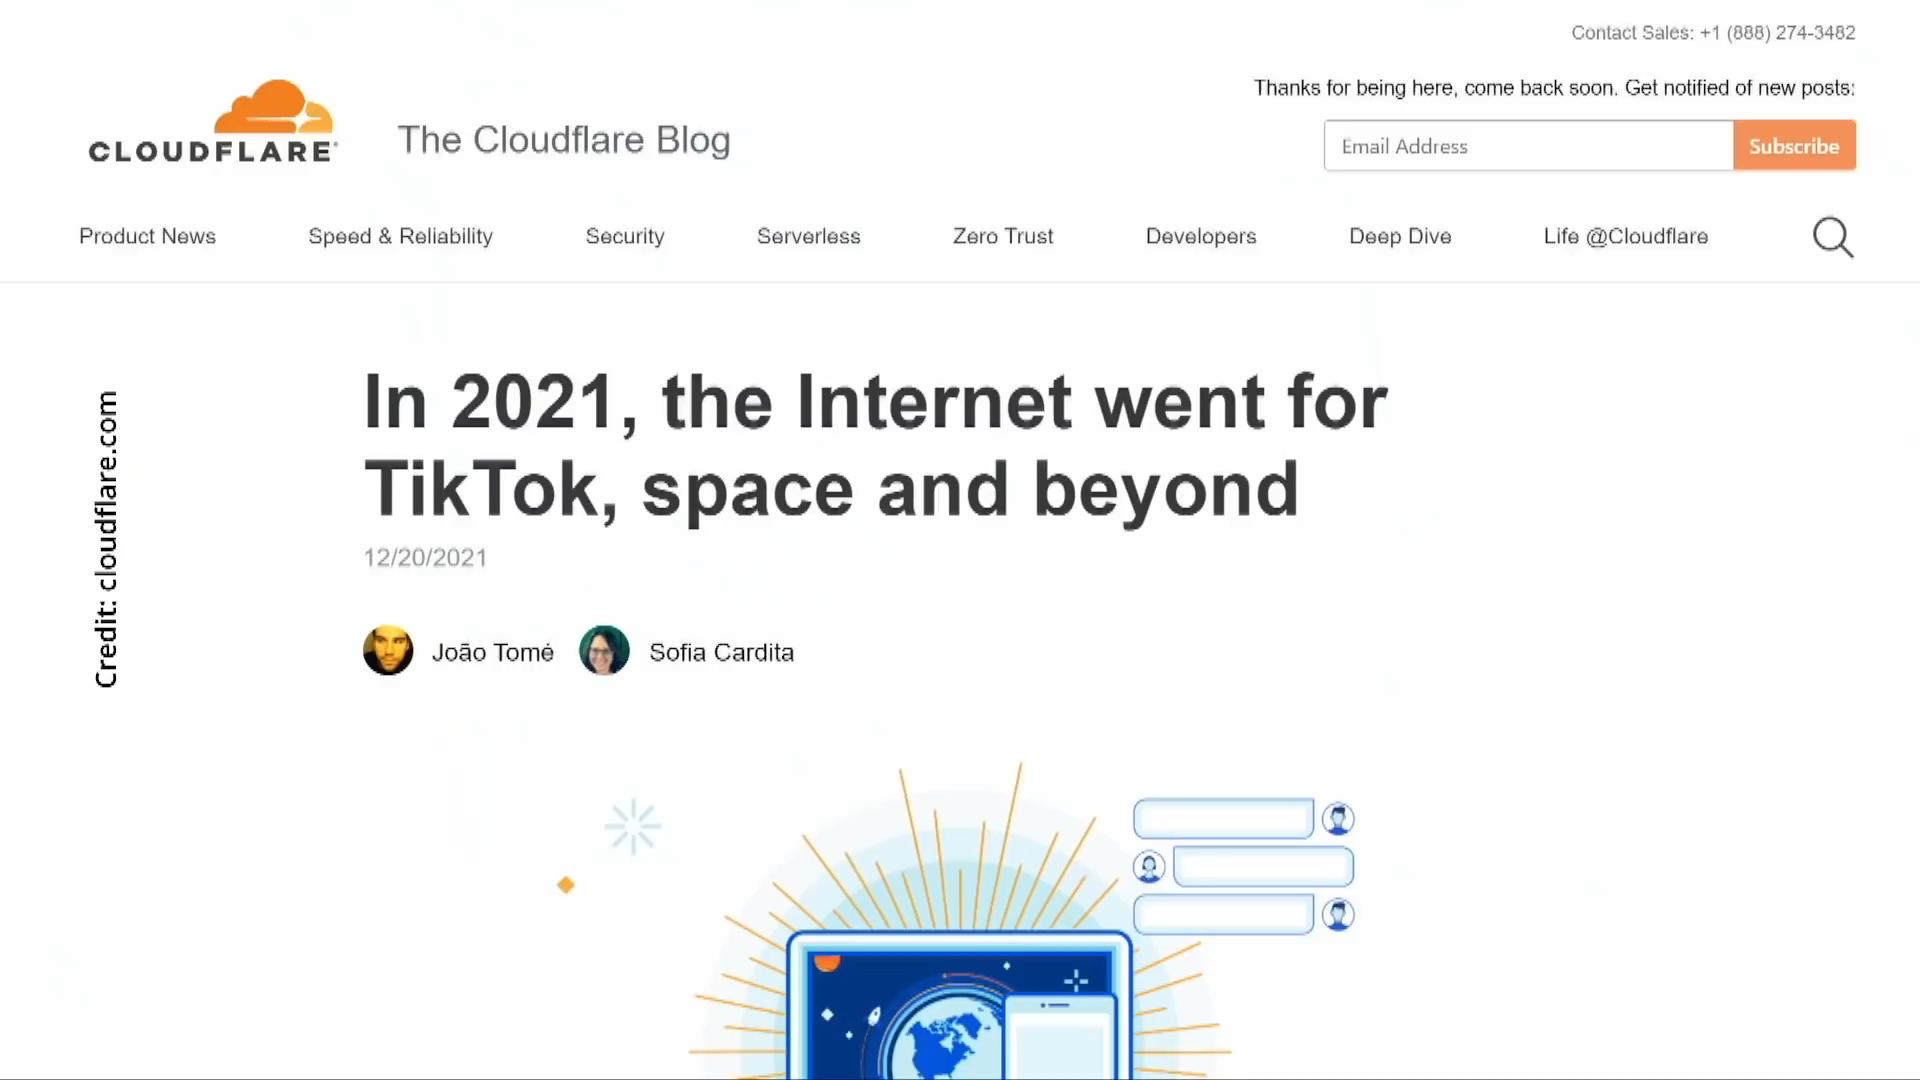 Contact Sales: +1 (888) 274-3482
Thanks for being here, come back soon. Get notified of new posts:
CLOUDFLARE
The Cloudflare Blog
Email Address
Subscribe
Product News
Speed & Reliability
Security
Serverless
Zero Trust
Developers
Deep Dive
Life @Cloudflare
In 2021, the Internet went for
TikTok, space and beyond
12/20/2021
João Tomé
Sofia Cardita
Credit: cloudflare.com